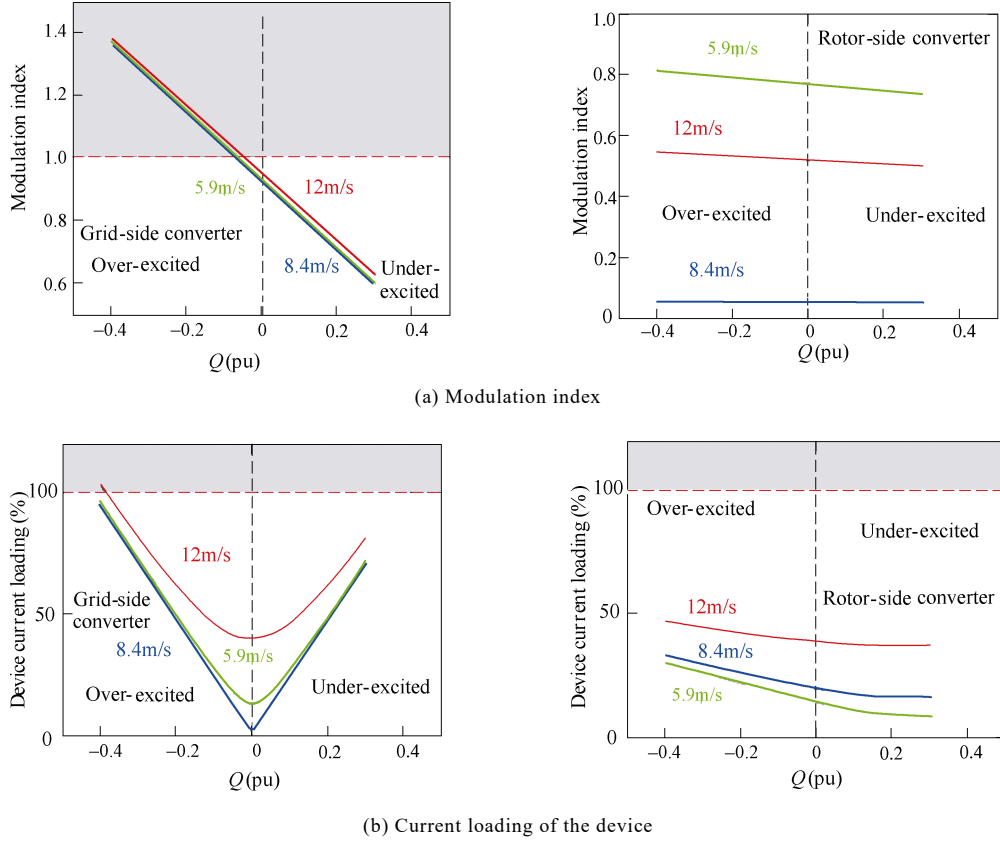 1.4
1.2
1.0
0.8
0.6
Modulation index
5.9m/s
12m/s
Grid-side converter
Over-excited
8.4m/s
Under-
excited
−0.4
−0.2
0
0.2
0.4
Q(pu)
1.0
0.8
0.6
0.4
0.2
0
Modulation index
Rotor-side converter
5.9m/s
12m/s
Over-excited
Under-excited
8.4m/s
−0.4
−0.2
0
0.2
0.4
Q(pu)
(a) Modulation index
100
50
0
Device current loading (%)
12m/s
Grid-side
converter
8.4m/s
5.9m/s
Over-excited
Under-excited
−0.4
−0.2
0
0.2
0.4
Q(pu)
100
50
0
Device current loading (%)
Over-excited
Under-excited
12m/s
Rotor-side converter
8.4m/s
5.9m/s
−0.4
−0.2
0
0.2
0.4
Q(pu)
(b) Current loading of the device